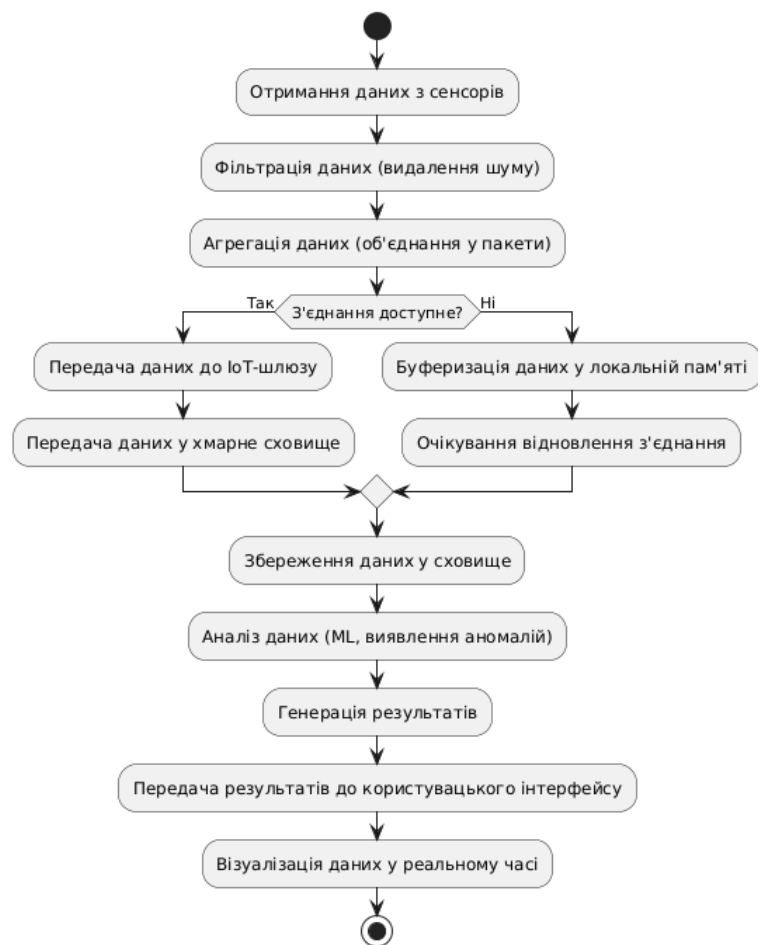 Отримання даних з сенсорів
Фільтрація даних (видалення шуму)
Агрегація даних (об'єднання у пакети)
З'єднання доступне?
Так
Ні
Передача даних до IoT-шлюзу
Буферизація даних у локальній пам'яті
Передача даних у хмарне сховище
Очікування відновлення з'єднання
Збереження даних у сховище
Аналіз даних (ML, виявлення аномалій)
Генерація результатів
Передача результатів до користувацького інтерфейсу
Візуалізація даних у реальному часі